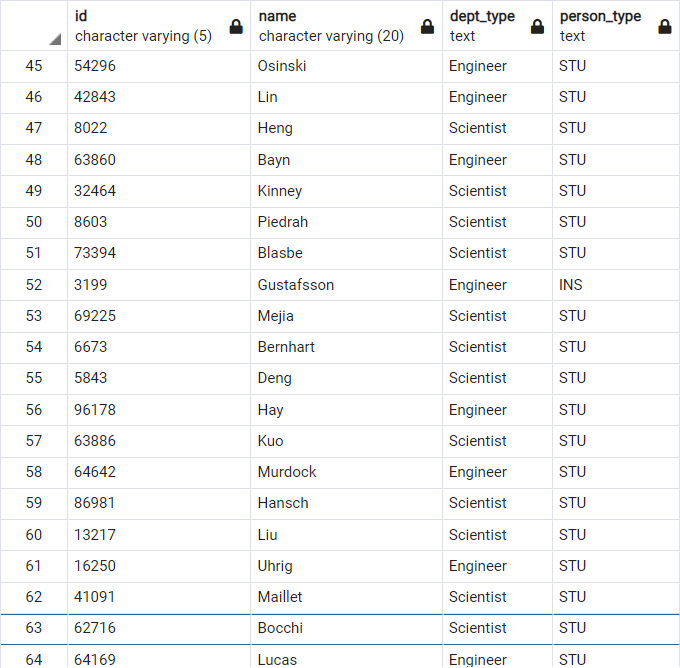 id name dept_type person_type
character varying (5) character varying (20) text text
45 54296 Osinski Engineer STU
46 42843 Lin Engineer STU
47 8022 Heng Scientist STU
48 63860 Bayn Engineer STU
49 32464 Kinney Scientist STU
50 8603 Piedrah Scientist STU
51 73394 Blasbe Scientist STU
52 3199 Gustafsson Engineer INS
53 69225 Mejia Scientist STU
54 6673 Bernhart Scientist STU
55 5843 Deng Scientist STU
56 96178 Hay Engineer STU
57 63886 Kuo Scientist STU
58 64642 Murdock Engineer STU
59 86981 Hansch Scientist STU
60 13217 Liu Scientist STU
61 16250 Uhrig Engineer STU
62 41091 Maillet Scientist STU
63 62716 Bocchi Scientist STU
64 64169 Lucas Engineer STU